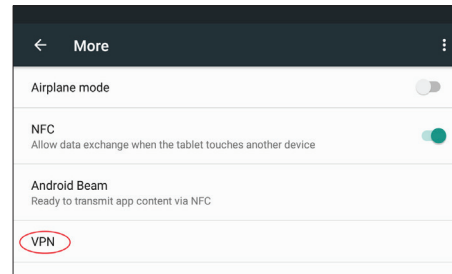 More
Airplane mode
NFC
Allow data exchange when the tablet touches another device
Android Beam
Ready to transmit app content via NFC
VPN